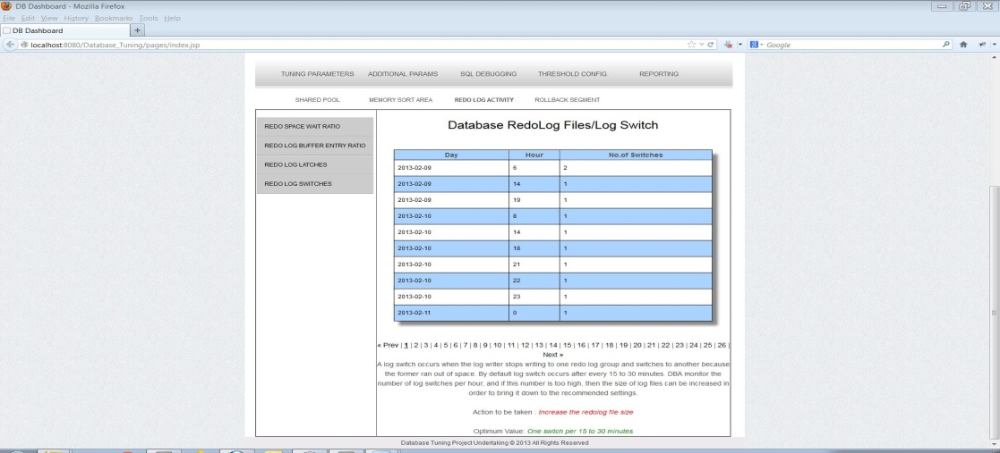 DB Dashboard - Mozilla Firefox
File Edit View History Bookmarks Tools Help
DB Dashboard +
localhost:8080/Database_Tuning/pages/index.jsp Google
TUNING PARAMETERS ADDITIONAL PARAMS SQL DEBUGGING THRESHOLD CONFIG. REPORTING
SHARED POOL MEMORY SORT AREA REDO LOG ACTIVITY ROLLBACK SEGMENT
REDO SPACE WAIT RATIO
REDO LOG BUFFER ENTRY RATIO
REDO LOG LATCHES
REDO LOG SWITCHES
Database RedoLog Files/Log Switch
Day Hour No.of Switches
2013-02-09 6 2
2013-02-09 14 1
2013-02-09 19 1
2013-02-10 8 1
2013-02-10 14 1
2013-02-10 18 1
2013-02-10 21 1
2013-02-10 22 1
2013-02-10 23 1
2013-02-11 0 1
« Prev | 1 | 2 | 3 | 4 | 5 | 6 | 7 | 8 | 9 | 10 | 11 | 12 | 13 | 14 | 15 | 16 | 17 | 18 | 19 | 20 | 21 | 22 | 23 | 24 | 25 | 26 |
Next »
A log switch occurs when the log writer stops writing to one redo log group and switches to another because
the former ran out of space. By default log switch occurs after every 15 to 30 minutes. DBA monitor the
number of log switches per hour, and if this number is too high, then the size of log files can be increased in
order to bring it down to the recommended settings.
Action to be taken : Increase the redolog file size
Optimum Value: One switch per 15 to 30 minutes
Database Tuning Project Undertaking © 2013 All Rights Reserved